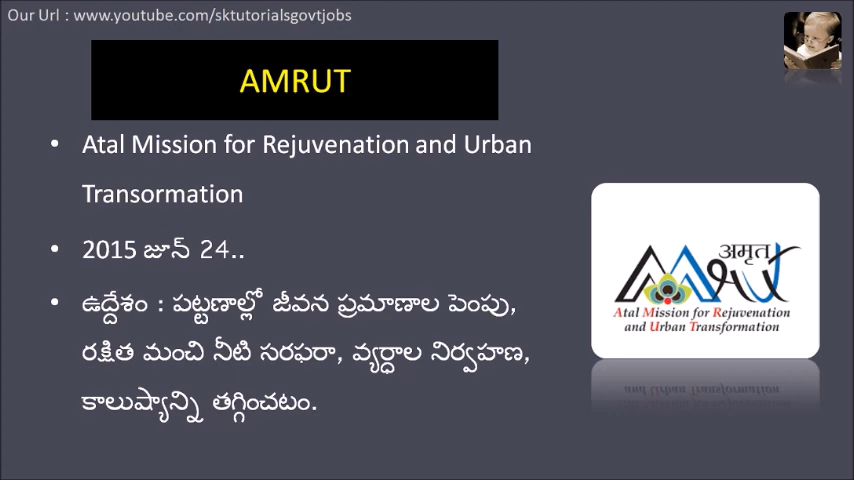 Our Url : www.youtube.com/sktutorialsgovtjobs
AMRUT
• Atal Mission for Rejuvenation and Urban
Transormation
• 2015 జూన్ 24..
• ఉద్దేశం : పట్టణాల్లో జీవన ప్రమాణాల పెంపు,
రక్షిత మంచి నీటి సరఫరా, వ్యర్ధాల నిర్వహణ,
కాలుష్యాన్ని తగ్గించటం.
अमृत
AMRUT
Atal Mission for Rejuvenation
and Urban Transformation